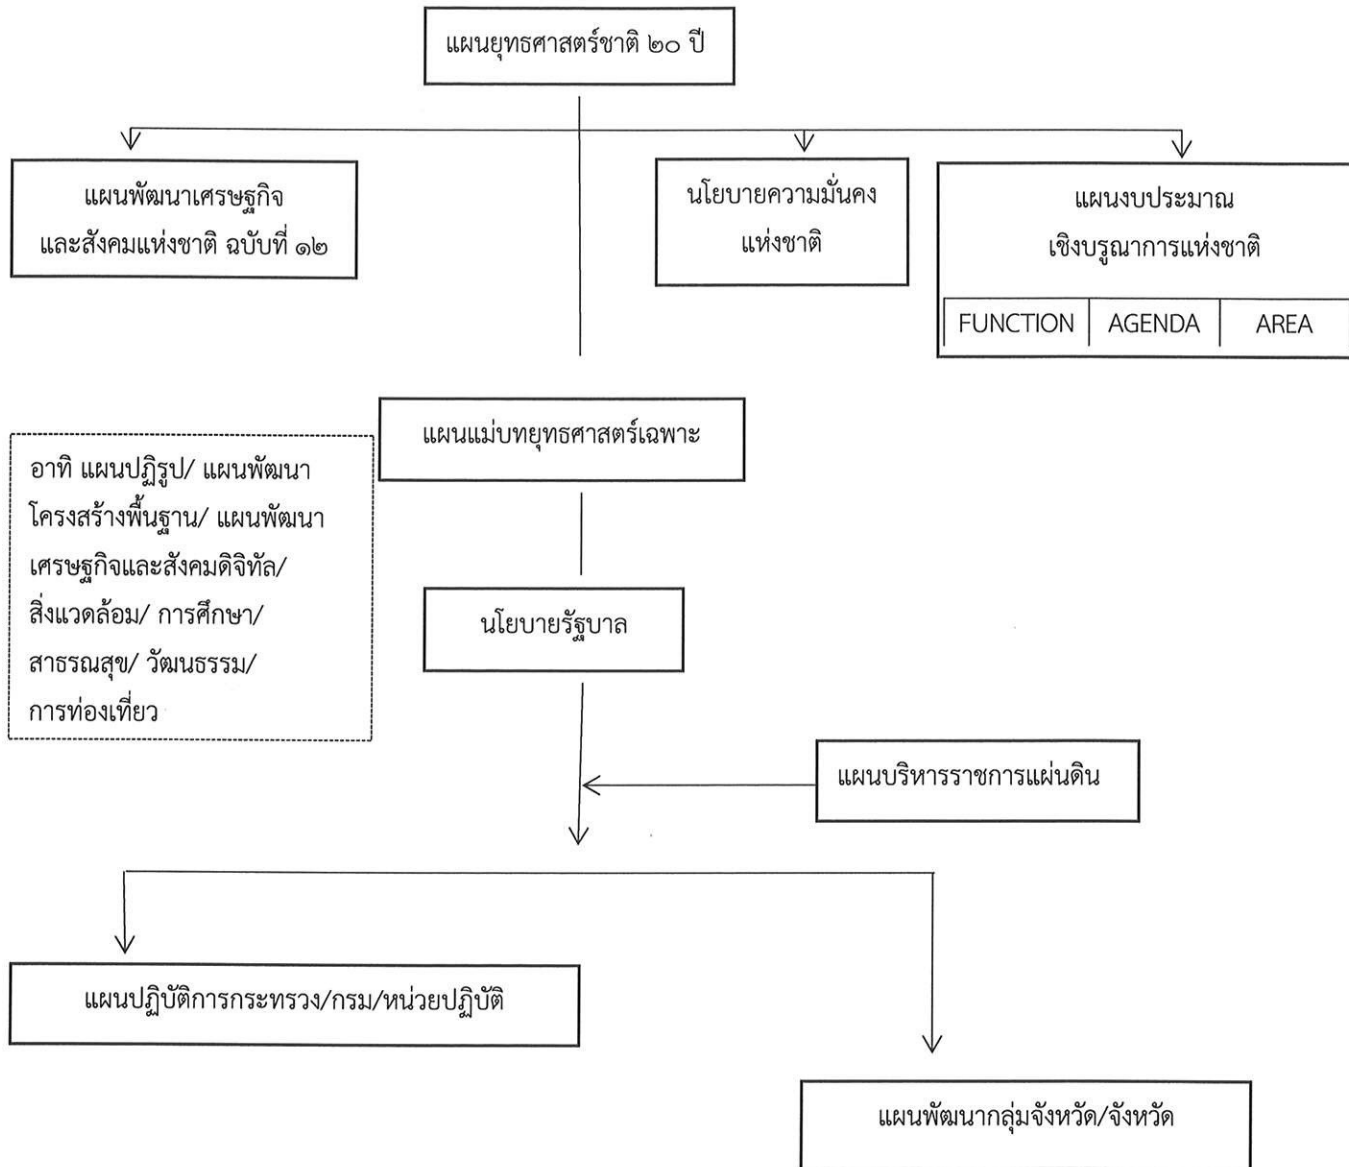 แผนยุทธศาสตร์ชาติ ๒๐ ปี
แผนพัฒนาเศรษฐกิจ
และสังคมแห่งชาติ ฉบับที่ ๑๒
นโยบายความมั่นคง
แห่งชาติ
แผนงบประมาณ
เชิงบรูณาการแห่งชาติ
FUNCTION AGENDA AREA
แผนแม่บทยุทธศาสตร์เฉพาะ
อาทิ แผนปฏิรูป/ แผนพัฒนา
โครงสร้างพื้นฐาน/ แผนพัฒนา
เศรษฐกิจและสังคมดิจิทัล/
สิ่งแวดล้อม/ การศึกษา/
สาธรณสุข/ วัฒนธรรม/
การท่องเที่ยว
นโยบายรัฐบาล
แผนบริหารราชการแผ่นดิน
แผนปฏิบัติการกระทรวง/กรม/หน่วยปฏิบัติ
แผนพัฒนากลุ่มจังหวัด/จังหวัด